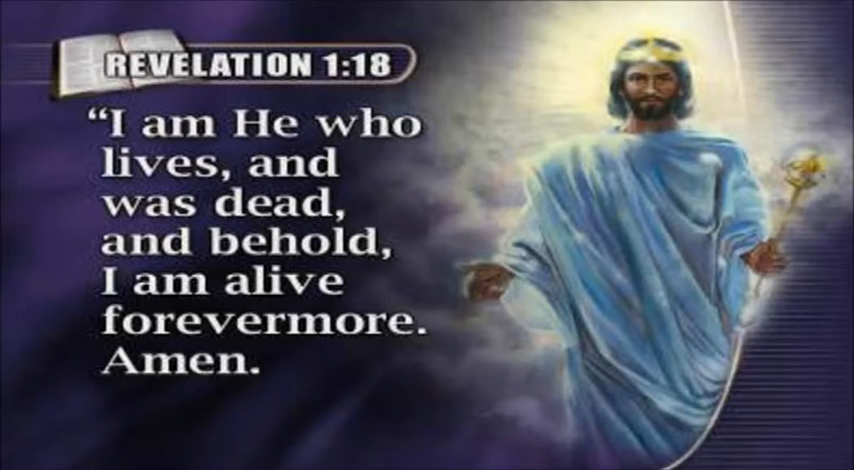 REVELATION 1:18
“I am He who
lives, and
was dead,
and behold,
I am alive
forevermore.
Amen.